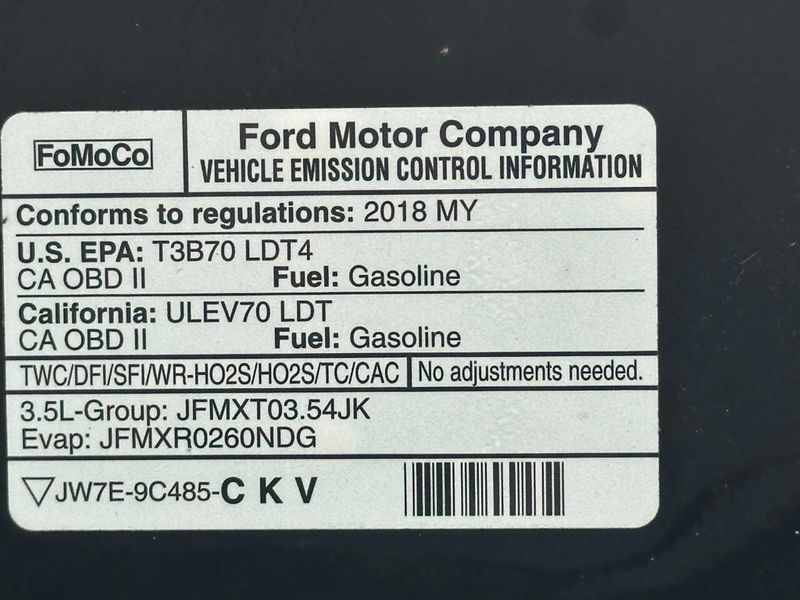 FoMoCo
Ford Motor Company
VEHICLE EMISSION CONTROL INFORMATION
Conforms to regulations: 2018 MY
U.S. EPA: T3B70 LDT4
CA OBD II Fuel: Gasoline
California: ULEV70 LDT
CA OBD II Fuel: Gasoline
TWC/DFI/SFI/WR-HO2S/HO2S/TC/CAC No adjustments needed.
3.5L-Group: JFMXT03.54JK
Evap: JFMXR0260NDG
JW7E-9C485-C K V